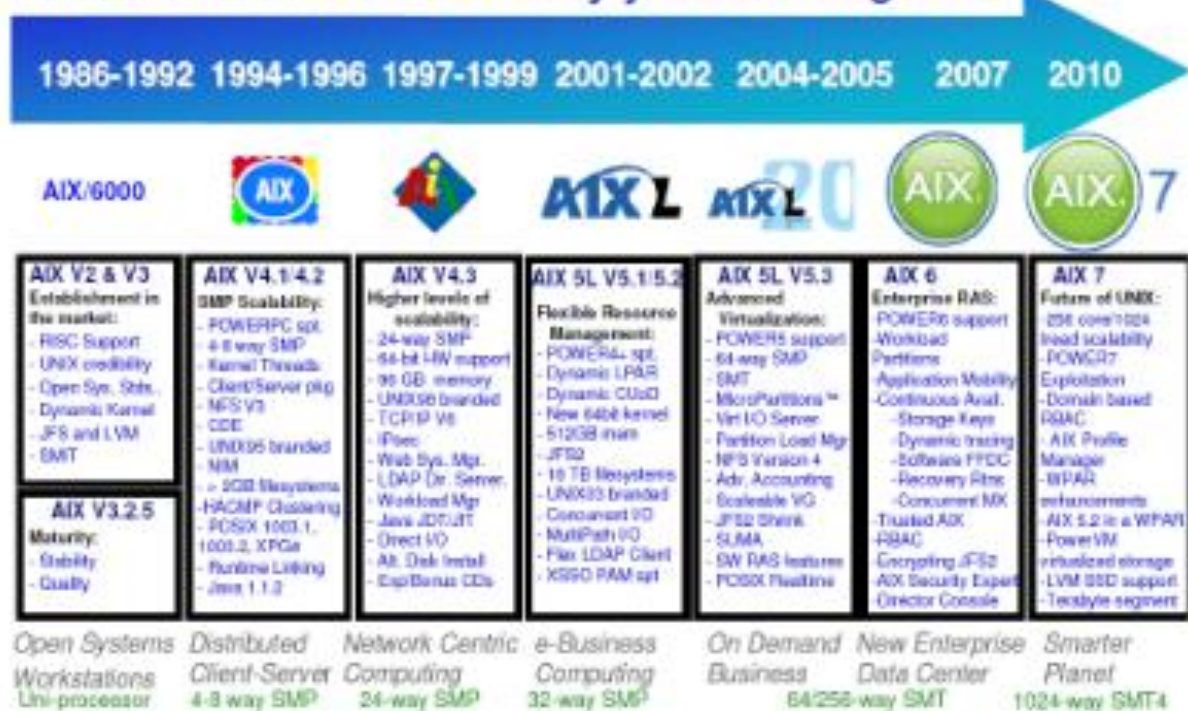 1986-1992 1994-1996 1997-1999 2001-2002 2004-2005 2007 2010
AIX/6000
AIX
AIX
AIX L
AIX L
AIX
AIX 7
AIX V2 & V3
Establishment in
the market:
- RISC Support
- UNIX credibility
- Open Sys. Stds..
- Dynamic Kernel
- JFS and LVM
- SMIT
AIX V3.2.5
Maturity:
- Stability
- Quality
AIX V4.1/4.2
SMP Scalability:
- POWERPC spt.
- 4-8 way SMP
- Kernel Threads
- Client/Server pkg
- NFS V3
- CDE
- UNIX95 branded
- NIM
- > 2GB filesystems
-HACMP Clustering
- POSIX 1003.1,
1003.2, XPG4
- Runtime Linking
- Java 1.1.2
AIX V4.3
Higher levels of
scalability:
- 24-way SMP
- 64-bit HW support
- 96 GB memory
- UNIX98 branded
- TCP/IP V6
- IPsec
- Web Sys. Mgr.
- LDAP Dir. Server.
- Workload Mgr
- Java JDT/JIT
- Direct I/O
- Alt. Disk Install
- Exp/Bonus CDs
AIX 5L V5.1/5.2
Flexible Resource
Management:
- POWER4+ spt.
- Dynamic LPAR
- Dynamic CUoD
- New 64bit kernel
- 512GB mem
- JFS2
- 16 TB filesystems
- UNIX03 branded
- Concurrent I/O
- MultiPath I/O
- Flex LDAP Client
- XSSO PAM spt
AIX 5L V5.3
Advanced
Virtualization:
- POWER5 support
- 64-way SMP
- SMT
- MicroPartitions™
- Virt I/O Server
- Partition Load Mgr
- NFS Version 4
- Adv. Accounting
- Scaleable VG
- JFS2 Shrink
- SUMA
- SW RAS features
- POSIX Realtime
AIX 6
Enterprise RAS:
-POWER6 support
-Workload
Partitions
-Application Mobility
-Continuous Avail.
-Storage Keys
-Dynamic tracing
-Software FFDC
-Recovery Rtns
-Concurrent MX
-Trusted AIX
-RBAC
-Encrypting JFS2
-AIX Security Expert
-Director Console
AIX 7
Future of UNIX:
-256 core/1024
tread scalability
-POWER7
Exploitation
-Domain based
RBAC
- AIX Profile
Manager
- WPAR
enhancements
-AIX 5.2 in a WPAR
-PowerVM
virtualized storage
-LVM SSD support
-Terabyte segment
Open Systems
Workstations
Uni-processor
Distributed
Client-Server
4-8 way SMP
Network Centric
Computing
24-way SMP
e-Business
Computing
32-way SMP
On Demand
Business
New Enterprise
Data Center
64/256-way SMT
Smarter
Planet
1024-way SMT4